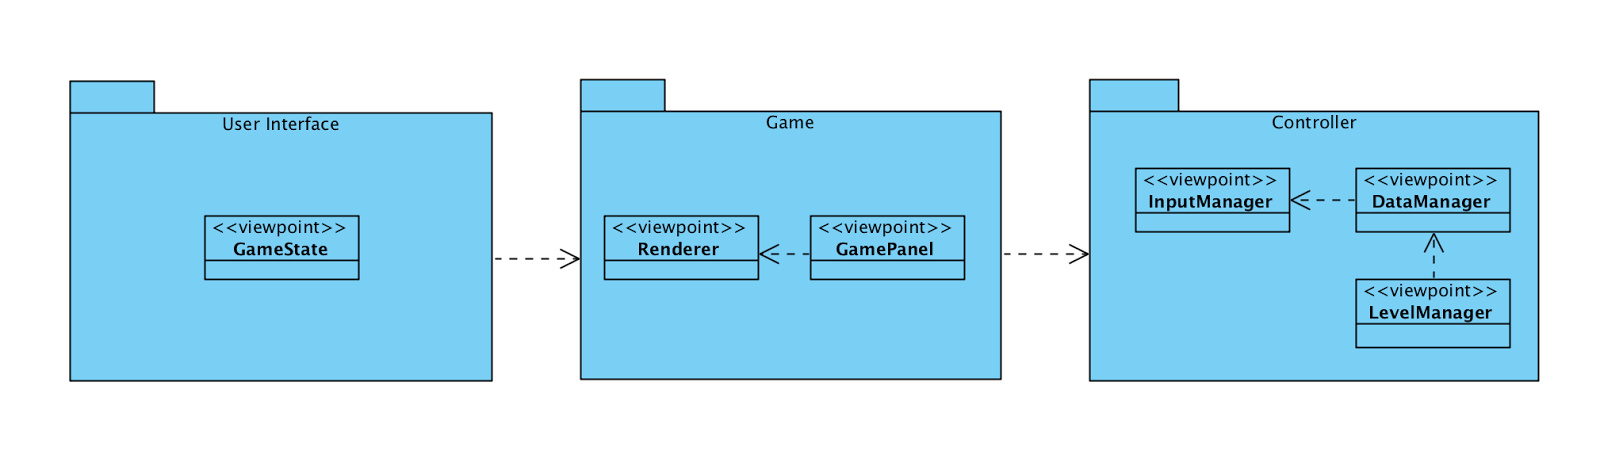 User Interface
<<viewpoint>>
GameState
Game
<<viewpoint>>
Renderer
<<viewpoint>>
GamePanel
Controller
<<viewpoint>>
InputManager
<<viewpoint>>
DataManager
<<viewpoint>>
LevelManager